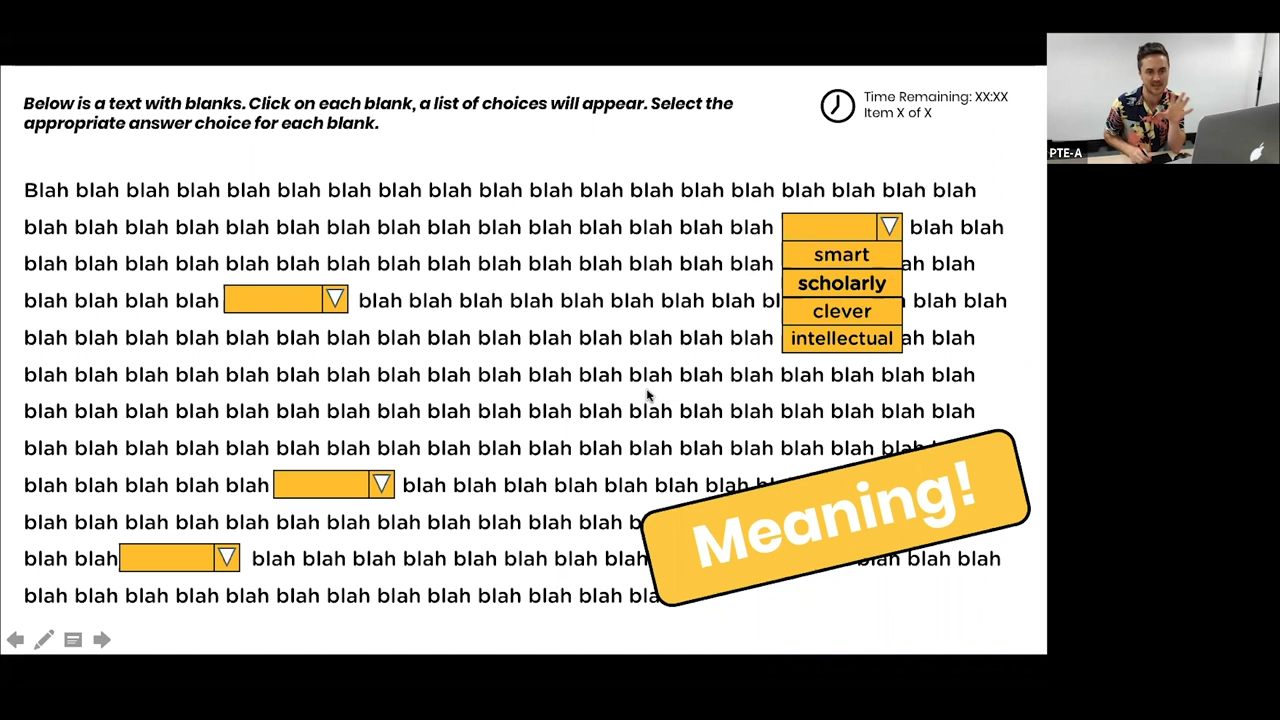 Below is a text with blanks. Click on each blank, a list of choices will appear. Select the
appropriate answer choice for each blank.
Time Remaining: XX:XX
Item X of X
PTE-A
Blah blah blah blah blah blah blah blah blah blah blah blah blah blah blah blah blah blah blah
blah blah blah blah blah blah blah blah blah blah blah blah blah blah blah blah blah
smart
scholarly
clever
intellectual
blah blah blah blah blah blah blah blah blah blah blah blah blah blah blah blah
blah blah blah blah blah blah blah blah blah blah blah blah blah blah
blah blah blah blah blah blah blah blah blah blah blah blah blah blah blah blah
blah blah blah blah blah blah blah blah blah blah blah blah blah blah blah blah blah blah blah
blah blah blah blah blah blah blah blah blah blah blah blah blah blah blah blah blah blah blah
blah blah blah blah blah blah blah blah blah blah blah blah blah blah blah blah blah blah
blah blah blah blah blah blah blah blah blah blah blah blah
blah blah blah blah blah blah blah blah blah blah blah blah
blah blah blah blah blah blah blah blah blah blah blah blah blah
blah blah blah blah blah blah blah blah blah blah blah blah
Meaning!